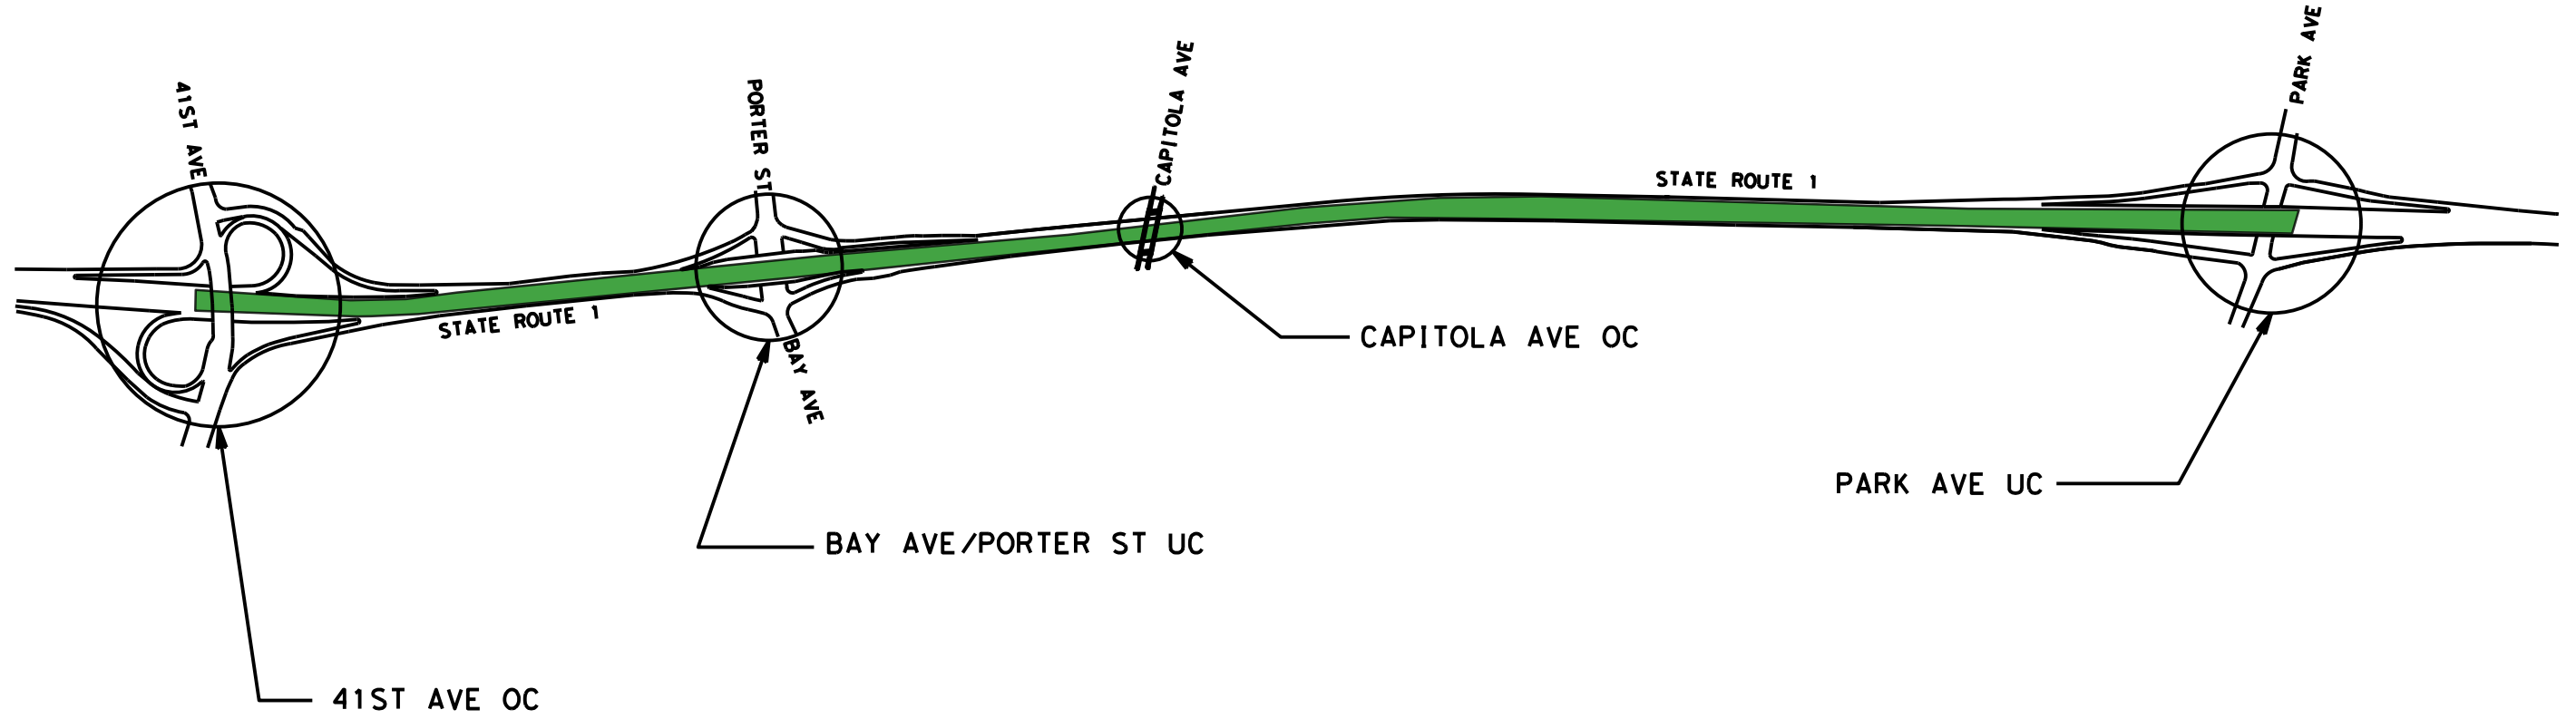 PARK AVE
CAPITOLA AVE
41ST AVE
PORTER ST
STATE ROUTE 1
STATE ROUTE 1
CAPITOLA AVE OC
BAY AVE
PARK AVE UC
BAY AVE/PORTER ST UC
41ST AVE OC